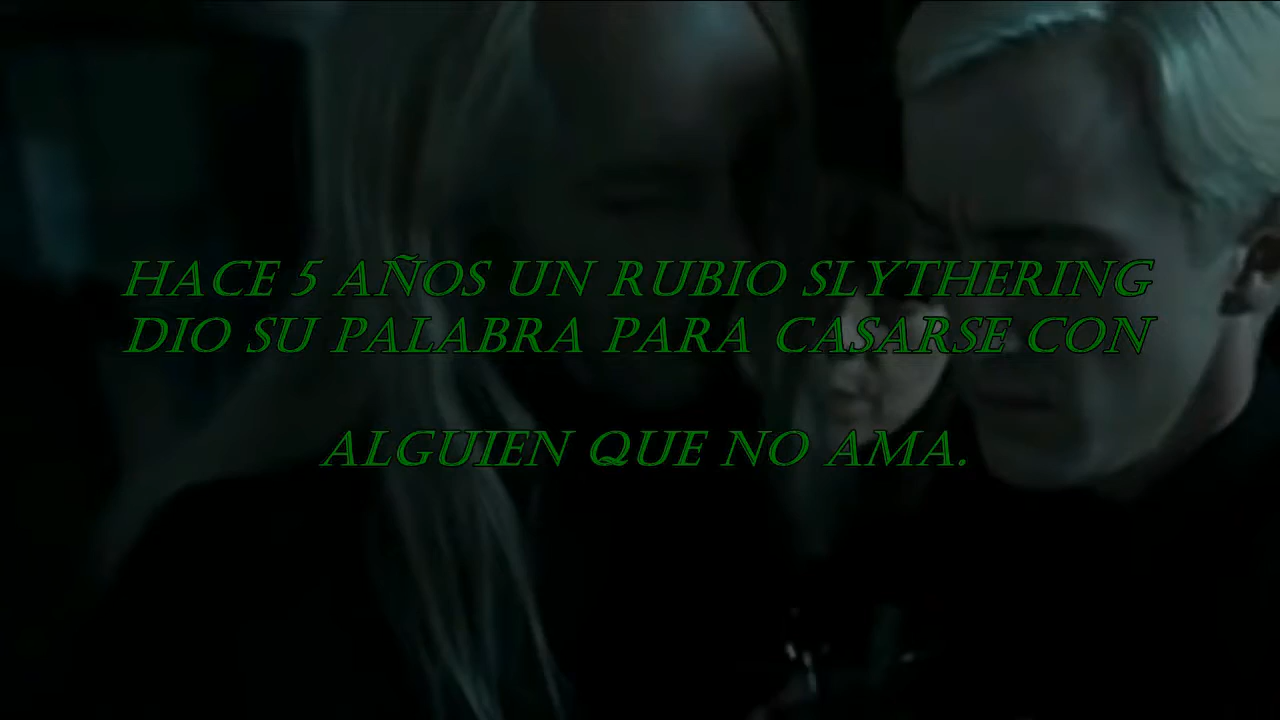 HACE 5 AÑOS UN RUBIO SLYTHERING
DIO SU PALABRA PARA CASARSE CON
ALGUIEN QUE NO AMA.